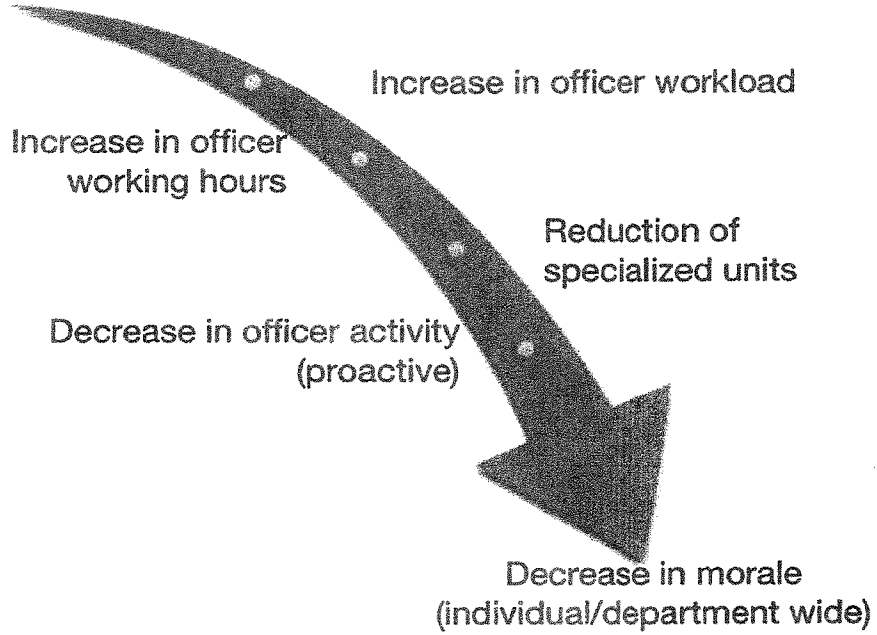 Increase in officer workload
Increase in officer
working hours
Reduction of
specialized units
Decrease in officer activity
(proactive)
Decrease in morale
(individual/department wide)